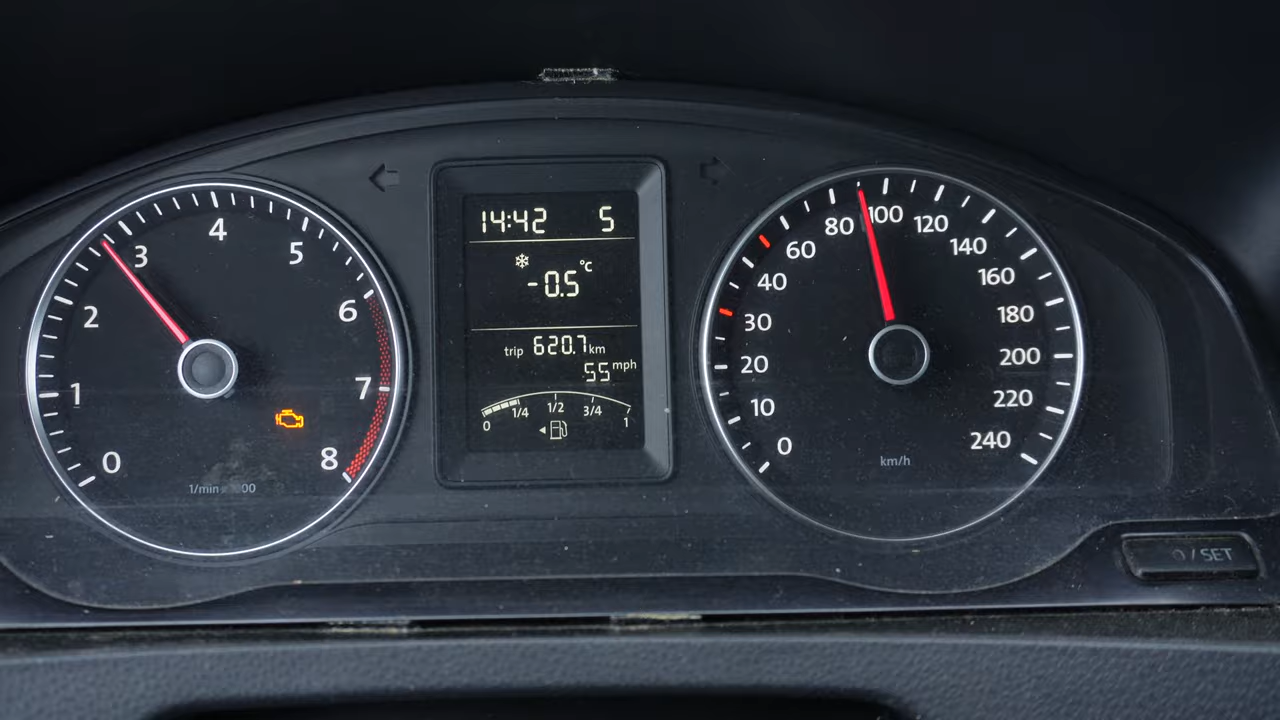 14:42 5
-0.5 °C
trip 620.7 km
55 mph
0 1/4 1/2 3/4 1
0 1 2 3 4 5 6 7 8
1/min
0 10 20 30 40 60 80 100 120 140 160 180 200 220 240
km/h
0 / SET